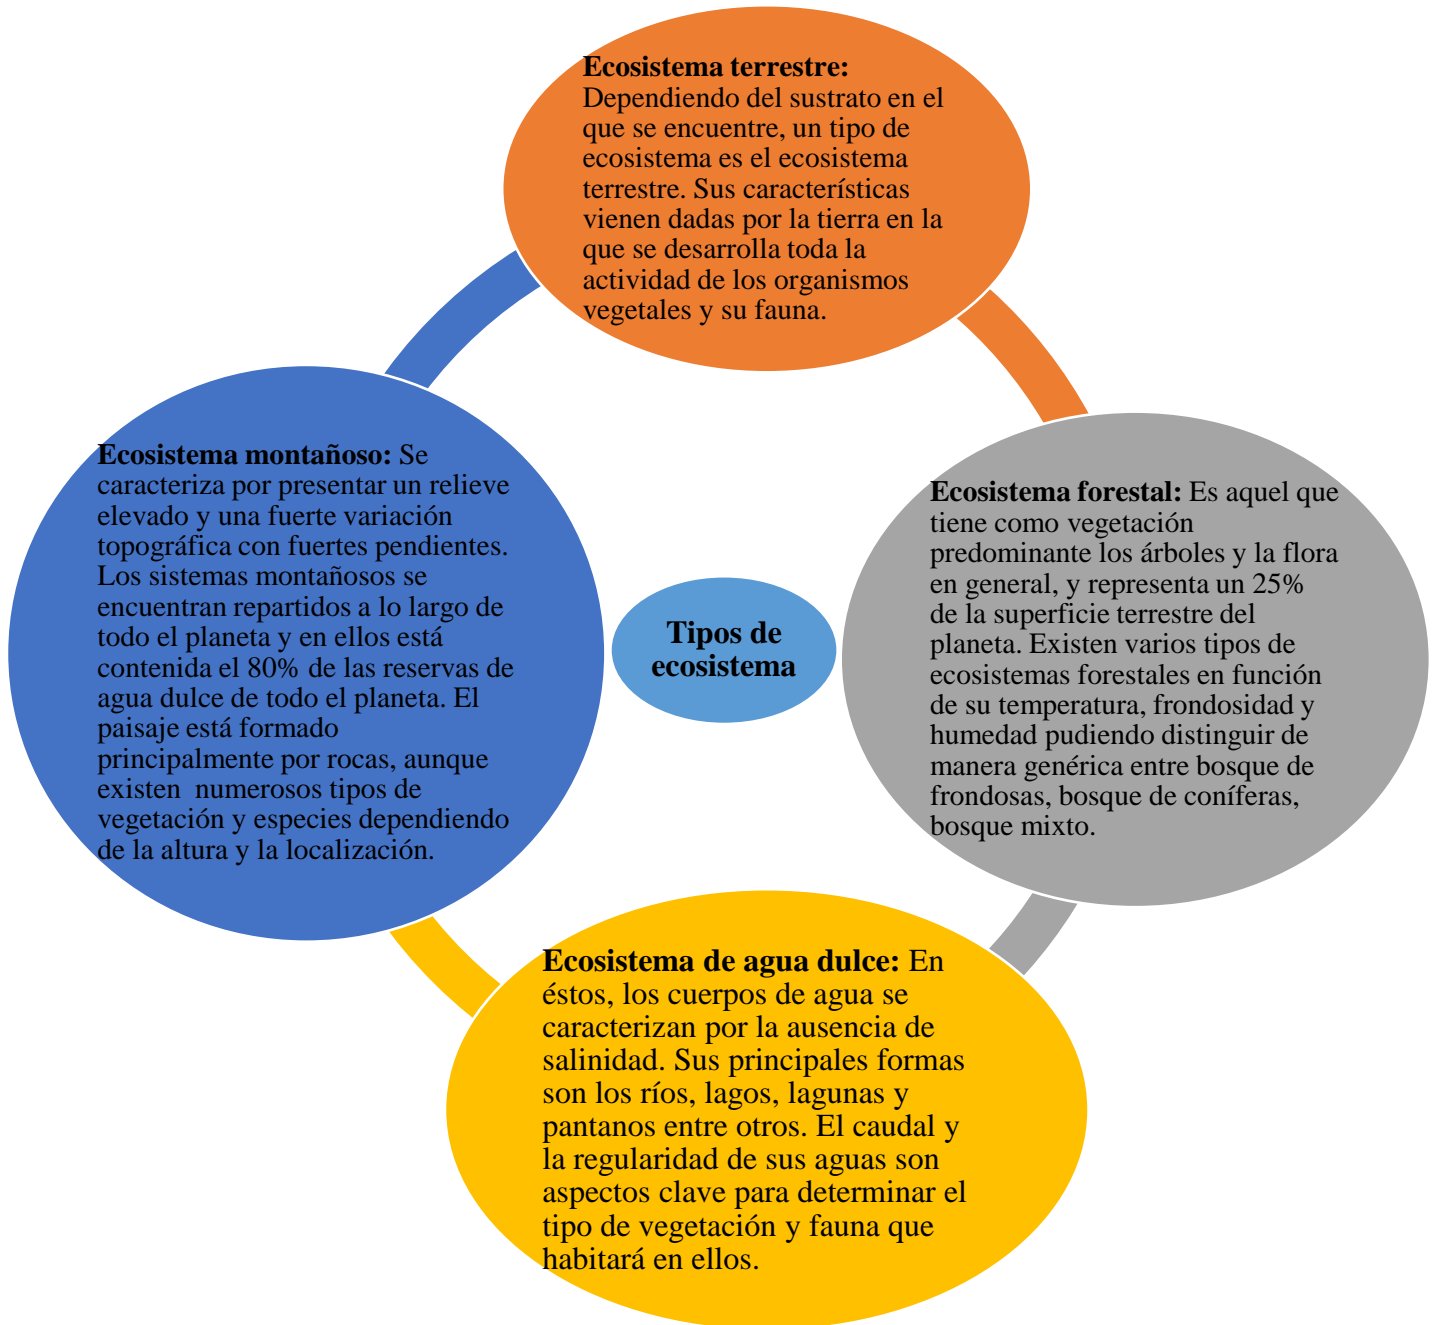 Ecosistema terrestre:
Dependiendo del sustrato en el
que se encuentre, un tipo de
ecosistema es el ecosistema
terrestre. Sus características
vienen dadas por la tierra en la
que se desarrolla toda la
actividad de los organismos
vegetales y su fauna.
Ecosistema forestal: Es aquel que
tiene como vegetación
predominante los árboles y la flora
en general, y representa un 25%
de la superficie terrestre del
planeta. Existen varios tipos de
ecosistemas forestales en función
de su temperatura, frondosidad y
humedad pudiendo distinguir de
manera genérica entre bosque de
frondosas, bosque de coníferas,
bosque mixto.
Ecosistema de agua dulce: En
éstos, los cuerpos de agua se
caracterizan por la ausencia de
salinidad. Sus principales formas
son los ríos, lagos, lagunas y
pantanos entre otros. El caudal y
la regularidad de sus aguas son
aspectos clave para determinar el
tipo de vegetación y fauna que
habitará en ellos.
Ecosistema montañoso: Se
caracteriza por presentar un relieve
elevado y una fuerte variación
topográfica con fuertes pendientes.
Los sistemas montañosos se
encuentran repartidos a lo largo de
todo el planeta y en ellos está
contenida el 80% de las reservas de
agua dulce de todo el planeta. El
paisaje está formado
principalmente por rocas, aunque
existen  numerosos tipos de
vegetación y especies dependiendo
de la altura y la localización.
Tipos de
ecosistema